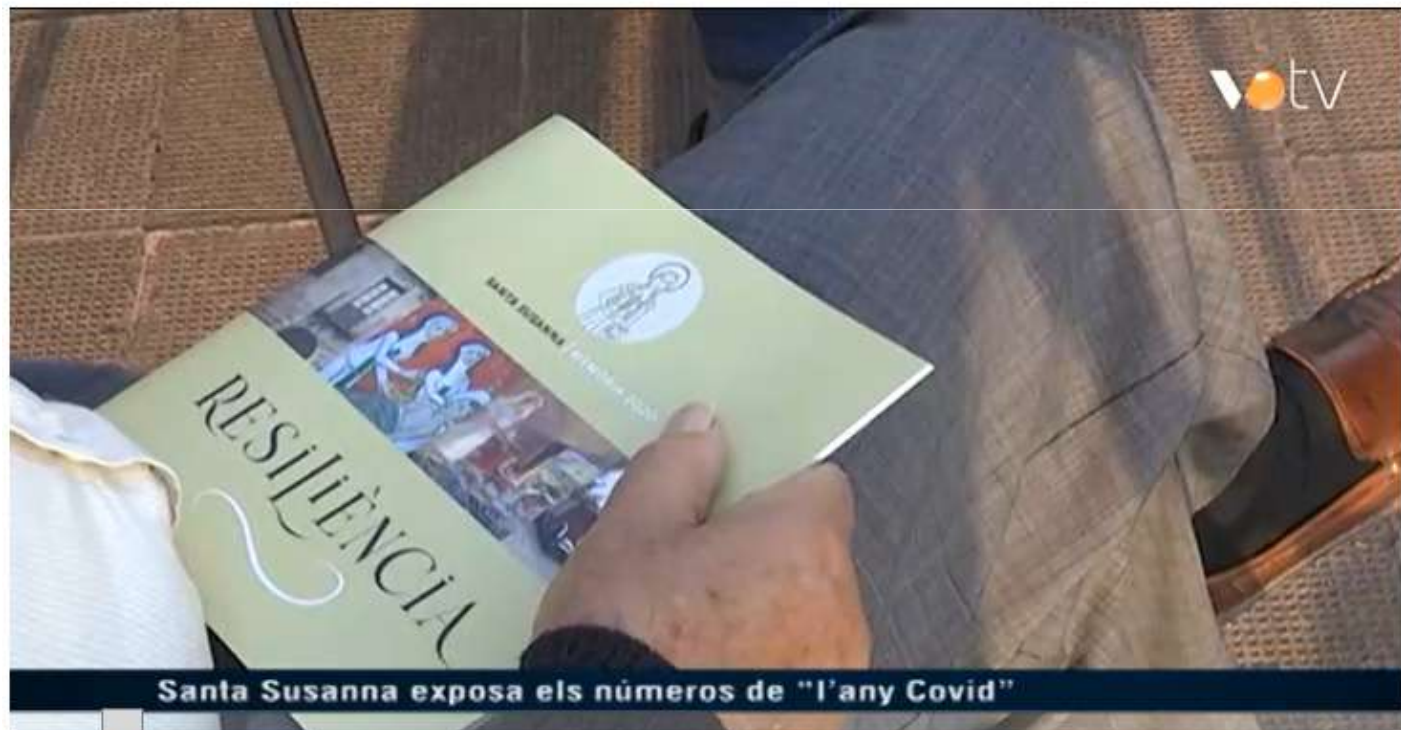 votv
SANTA SUSANNA
RESILIÈNCIA
Santa Susanna exposa els números de "l'any Covid"